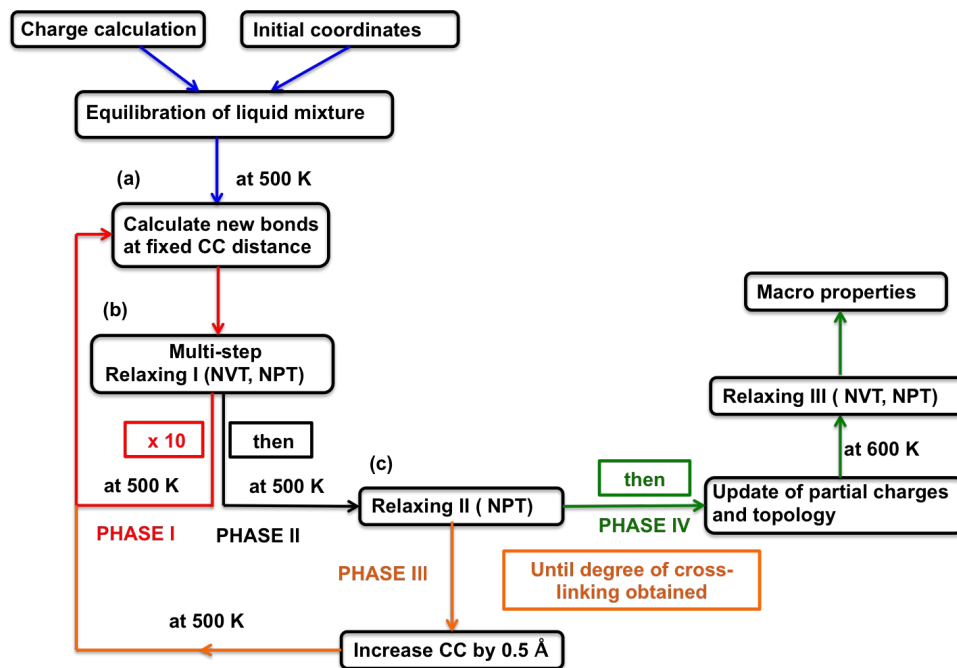 Charge calculation
Initial coordinates
Equilibration of liquid mixture
(a)
at 500 K
Calculate new bonds
at fixed CC distance
(b)
Multi-step
Relaxing I (NVT, NPT)
x 10
then
at 500 K
at 500 K
PHASE I
PHASE II
(c)
Relaxing II ( NPT)
then
PHASE IV
PHASE III
Until degree of cross-
linking obtained
at 500 K
Increase CC by 0.5 Å
Macro properties
Relaxing III ( NVT, NPT)
at 600 K
Update of partial charges
and topology